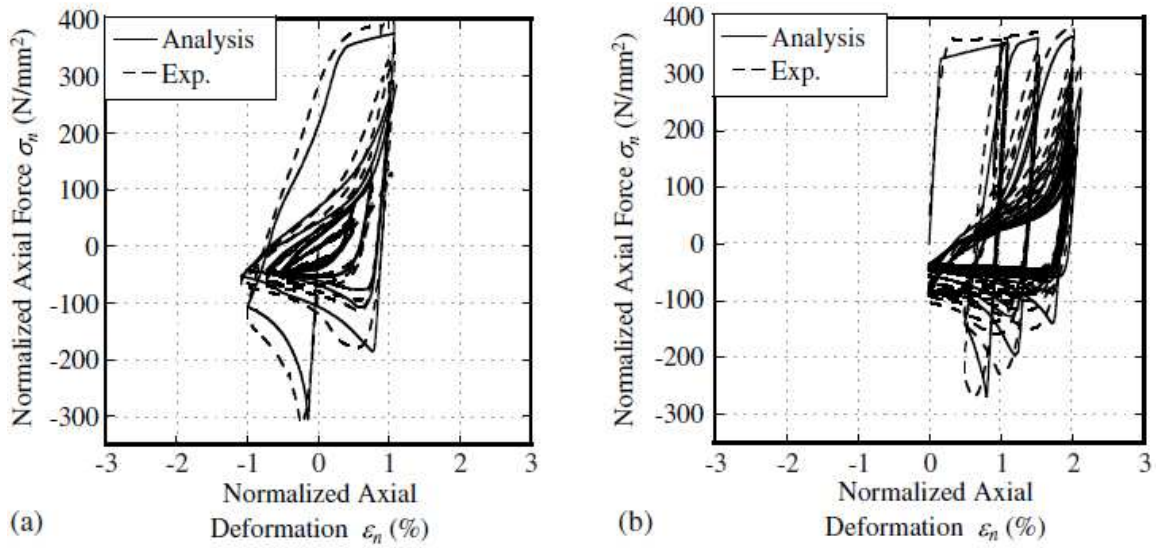 400
300
200
100
0
-100
-200
-300
-3 -2 -1 0 1 2 3
Normalized Axial Force σn (N/mm²)
Analysis
Exp.
Normalized Axial
Deformation εn (%)
(a)
400
300
200
100
0
-100
-200
-300
-3 -2 -1 0 1 2 3
Normalized Axial Force σn (N/mm²)
Analysis
Exp.
Normalized Axial
Deformation εn (%)
(b)